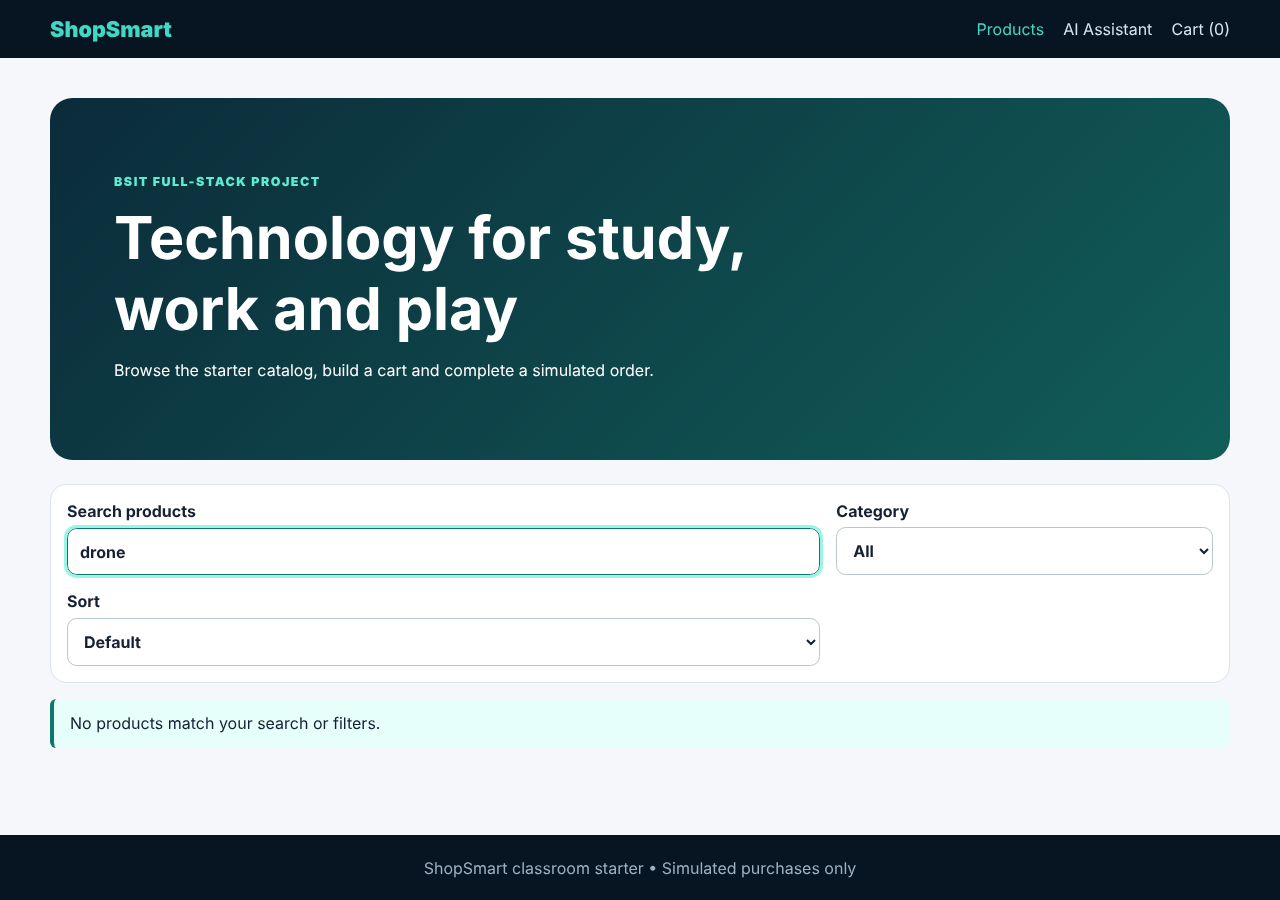 ShopSmart
Products
AI Assistant
Cart (0)
BSIT FULL-STACK PROJECT
Technology for study,
work and play
Browse the starter catalog, build a cart and complete a simulated order.
Search products
Category
drone
All
Sort
Default
No products match your search or filters.
ShopSmart classroom starter • Simulated purchases only